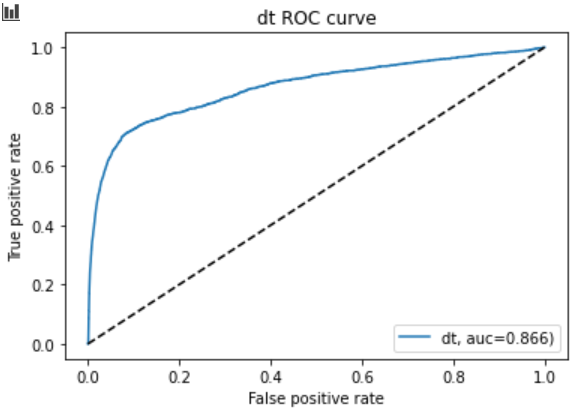 dt ROC curve
True positive rate
1.0
0.8
0.6
0.4
0.2
0.0
dt, auc=0.866)
0.0 0.2 0.4 0.6 0.8 1.0
False positive rate